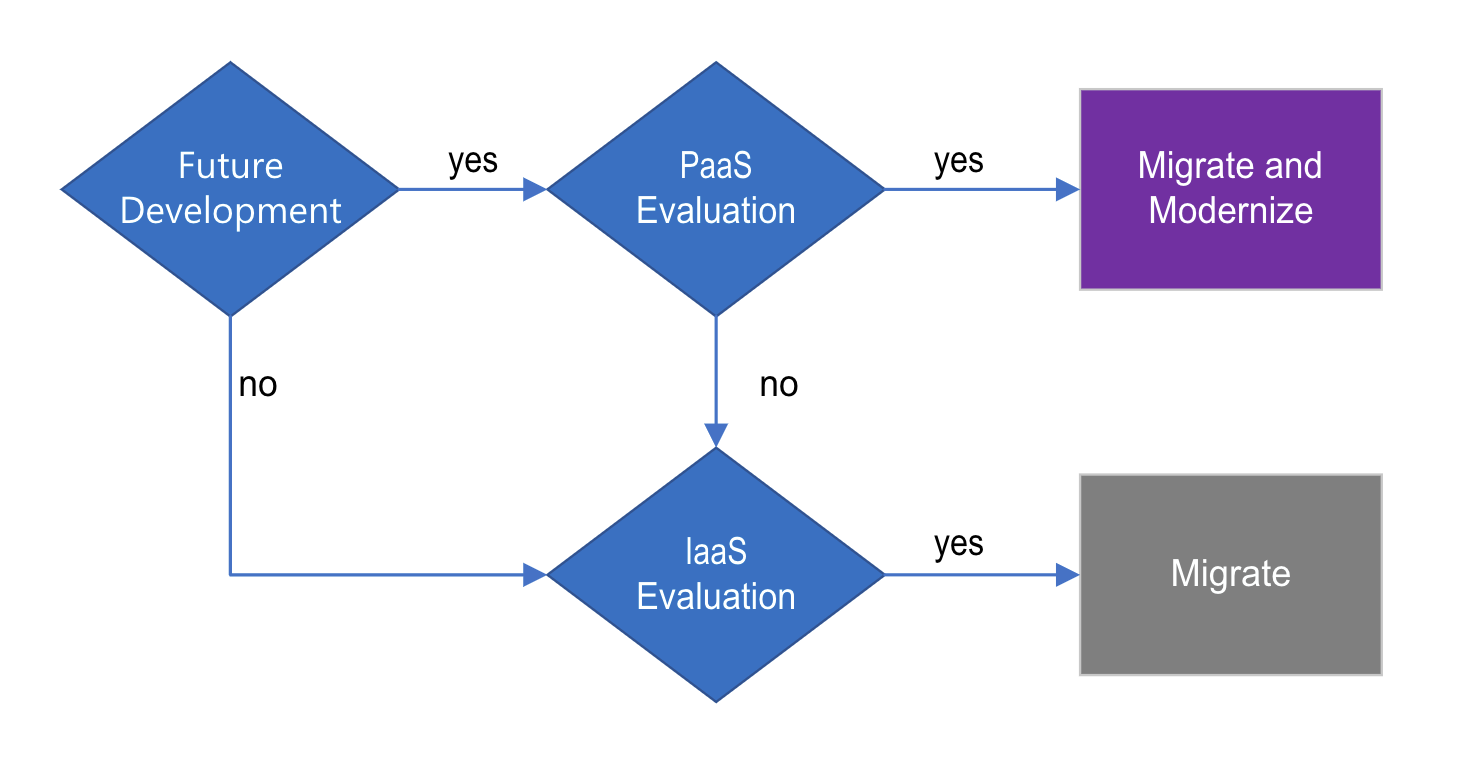 Future
Development
yes
PaaS
Evaluation
yes
Migrate and
Modernize
no
no
IaaS
Evaluation
yes
Migrate